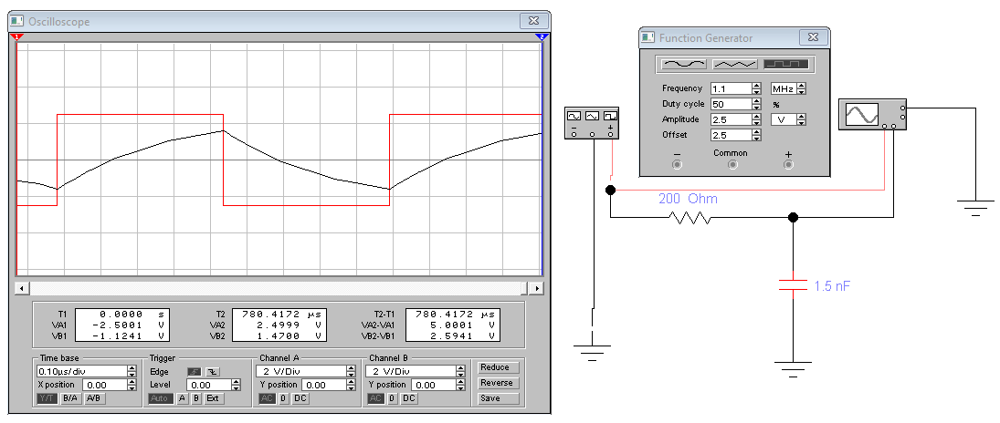 Oscilloscope
1 2
T1 0.0000 s T2 780.4172 µs T2-T1 780.4172 µs
VA1 -2.5001 V VA2 2.4999 V VA2-VA1 5.0001 V
VB1 -1.1241 V VB2 1.4700 V VB2-VB1 2.5941 V
Time base Trigger Channel A Channel B Reduce
0.10µs/div Edge 2 V/Div 2 V/Div
X position 0.00 Level 0.00 Y position 0.00 Y position 0.00 Reverse
Y/T B/A A/B Auto A B Ext AC 0 DC AC 0 DC Save
Function Generator
Frequency 1.1 MHz
Duty cycle 50 %
Amplitude 2.5 V
Offset 2.5
− Common +
− +
200 Ohm
1.5 nF